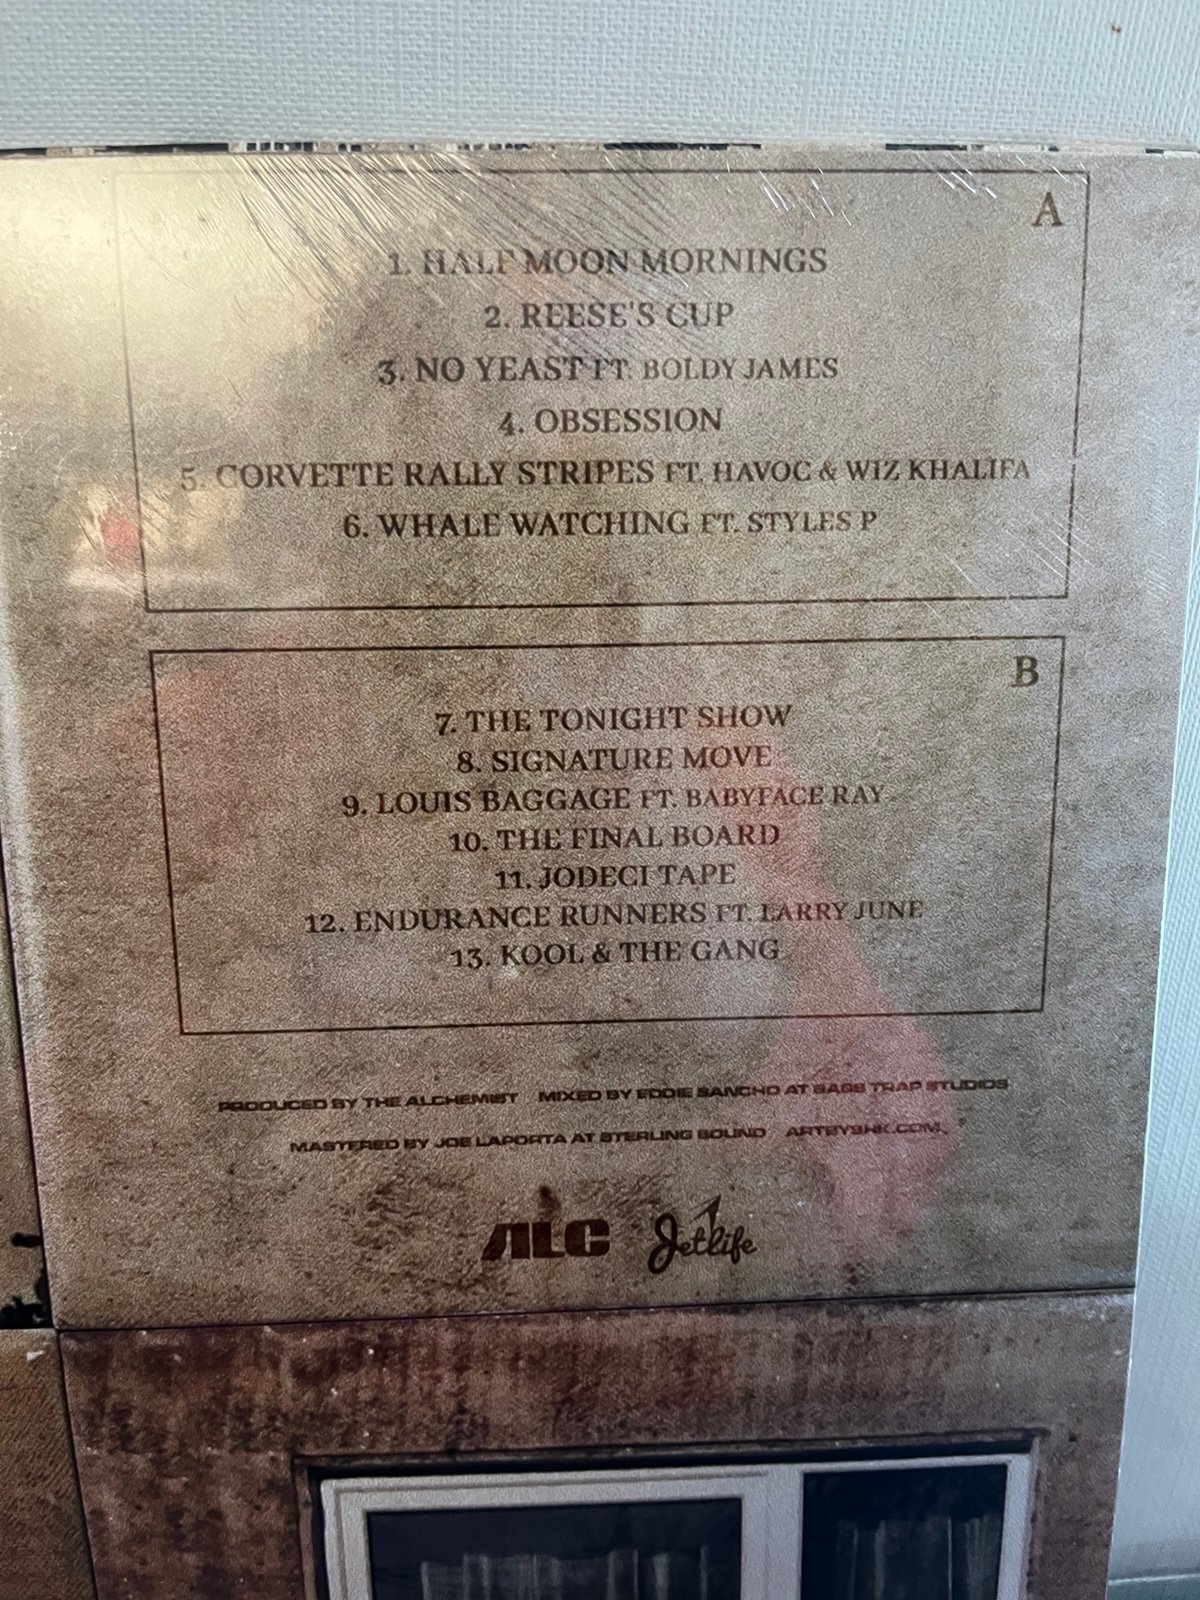 A
1. HALF MOON MORNINGS
2. REESE'S CUP
3. NO YEAST FT. BOLDY JAMES
4. OBSESSION
5. CORVETTE RALLY STRIPES FT. HAVOC & WIZ KHALIFA
6. WHALE WATCHING FT. STYLES P
B
7. THE TONIGHT SHOW
8. SIGNATURE MOVE
9. LOUIS BAGGAGE FT. BABYFACE RAY
10. THE FINAL BOARD
11. JODECI TAPE
12. ENDURANCE RUNNERS FT. LARRY JUNE
13. KOOL & THE GANG
PRODUCED BY THE ALCHEMIST MIXED BY EDDIE SANCHO AT BABS TRAP STUDIOS
MASTERED BY JOE LAPORTA AT STERLING SOUND
ALC Jetlife